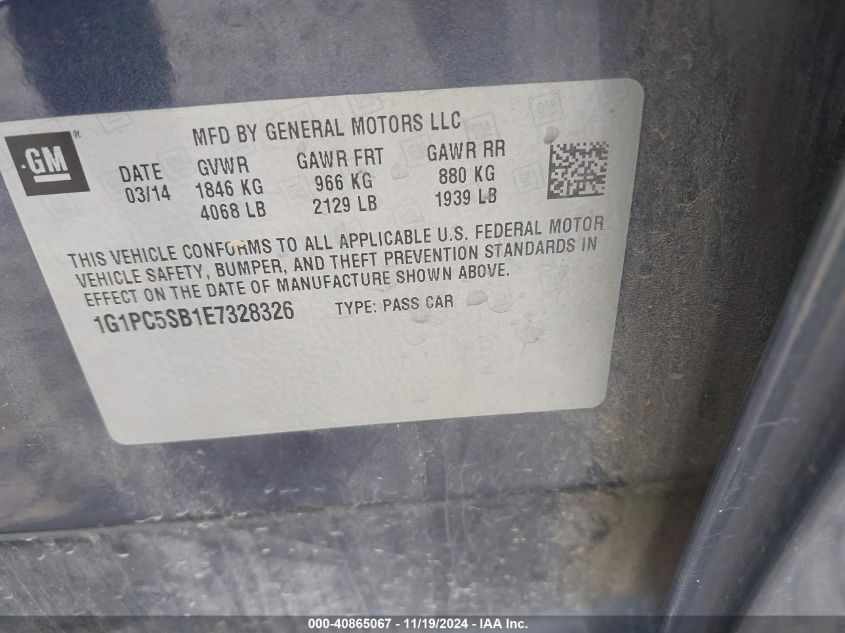 GM ®
MFD BY GENERAL MOTORS LLC
DATE GVWR GAWR FRT GAWR RR
03/14 1846 KG 966 KG 880 KG
4068 LB 2129 LB 1939 LB
THIS VEHICLE CONFORMS TO ALL APPLICABLE U.S. FEDERAL MOTOR
VEHICLE SAFETY, BUMPER, AND THEFT PREVENTION STANDARDS IN
EFFECT ON THE DATE OF MANUFACTURE SHOWN ABOVE.
1G1PC5SB1E7328326 TYPE: PASS CAR
000-40865067 - 11/19/2024 - IAA Inc.